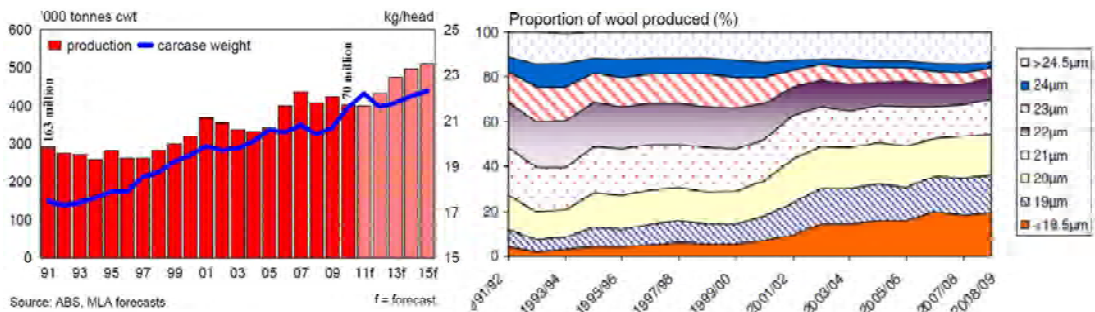 '000 tonnes cwt
kg/head
600
500
400
300
200
100
0
25
23
21
19
17
15
production
carcase weight
163 million
70 million
91 93 95 97 99 01 03 05 07 09 11f 13f 15f
Source: ABS, MLA forecasts
f = forecast
Proportion of wool produced (%)
100
80
60
40
20
0
1991/92
1993/94
1995/96
1997/98
1999/00
2001/02
2003/04
2005/06
2007/08
2008/09
>24.5µm
24µm
23µm
22µm
21µm
20µm
19µm